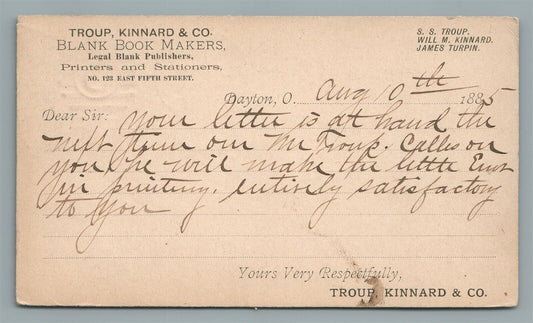 TROUP, KINNARD & CO.
BLANK BOOK MAKERS,
Legal Blank Publishers,
Printers and Stationers,
NO. 123 EAST FIFTH STREET.
S. S. TROUP.
WILL M. KINNARD.
JAMES TURPIN.
Dayton, O. Aug 10th 1885
Dear Sir: Your letter is at hand the
next time our Mr Troup. Calls on
you he will make the little
in printing. entirely satisfactory
to you
Yours Very Respectfully,
TROUP, KINNARD & CO.